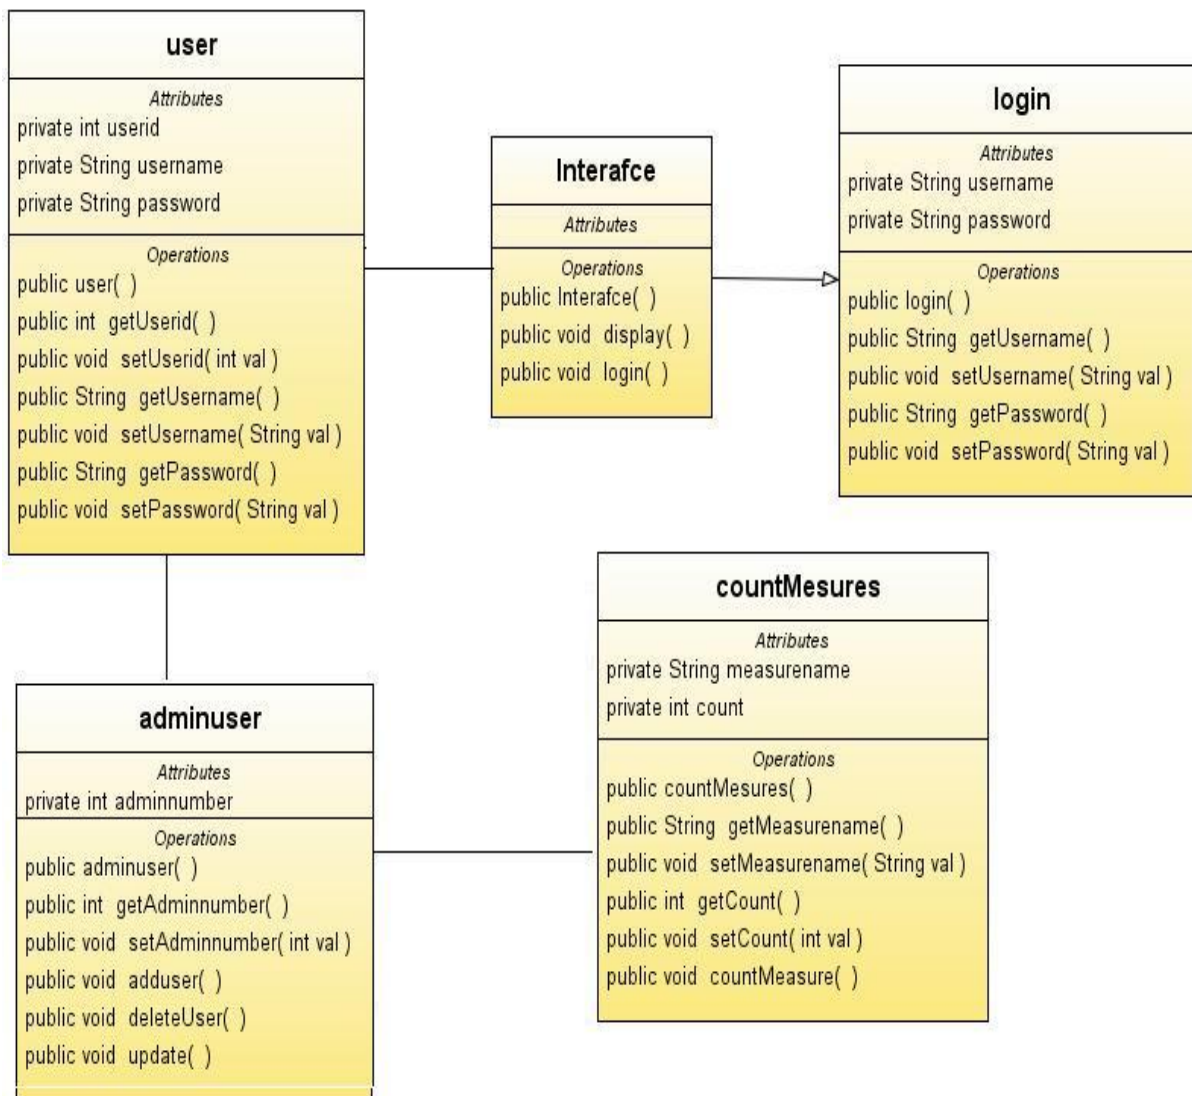 user
Attributes
private int userid
private String username
private String password
Operations
public user( )
public int getUserid( )
public void setUserid( int val )
public String getUsername( )
public void setUsername( String val )
public String getPassword( )
public void setPassword( String val )
Interafce
Attributes
Operations
public Interafce( )
public void display( )
public void login( )
login
Attributes
private String username
private String password
Operations
public login( )
public String getUsername( )
public void setUsername( String val )
public String getPassword( )
public void setPassword( String val )
adminuser
Attributes
private int adminnumber
Operations
public adminuser( )
public int getAdminnumber( )
public void setAdminnumber( int val )
public void adduser( )
public void deleteUser( )
public void update( )
countMesures
Attributes
private String measurename
private int count
Operations
public countMesures( )
public String getMeasurename( )
public void setMeasurename( String val )
public int getCount( )
public void setCount( int val )
public void countMeasure( )